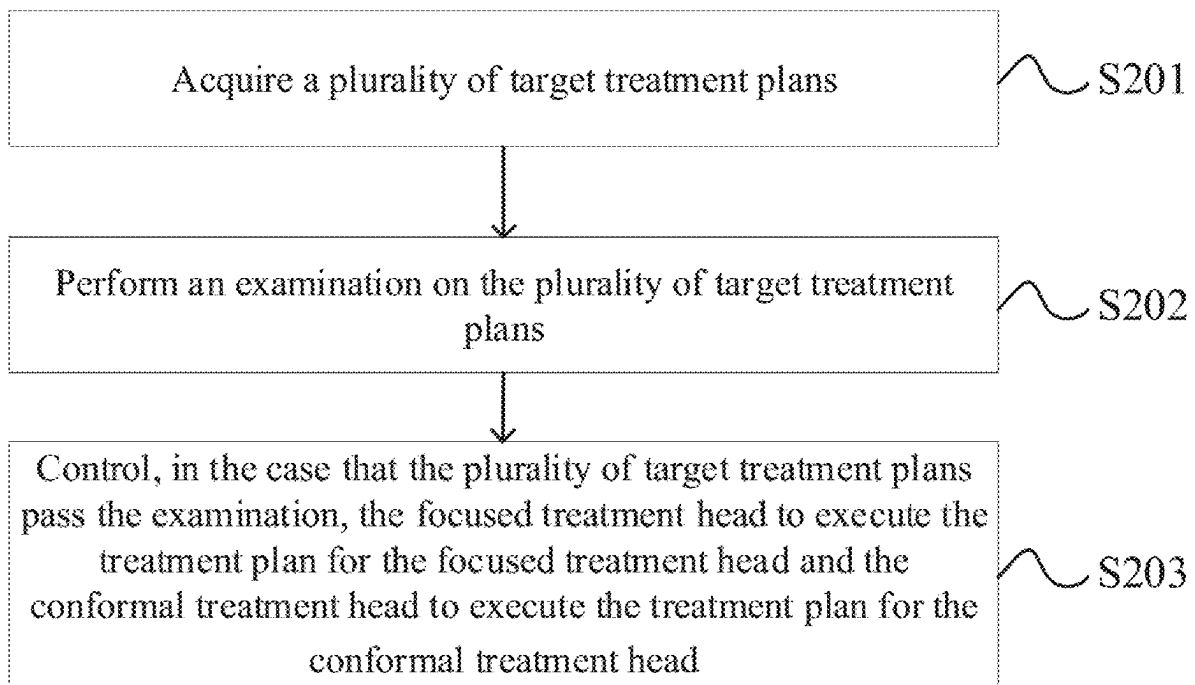 Acquire a plurality of target treatment plans
S201
Perform an examination on the plurality of target treatment
plans
S202
Control, in the case that the plurality of target treatment plans
pass the examination, the focused treatment head to execute the
treatment plan for the focused treatment head and the
conformal treatment head to execute the treatment plan for the
conformal treatment head
S203